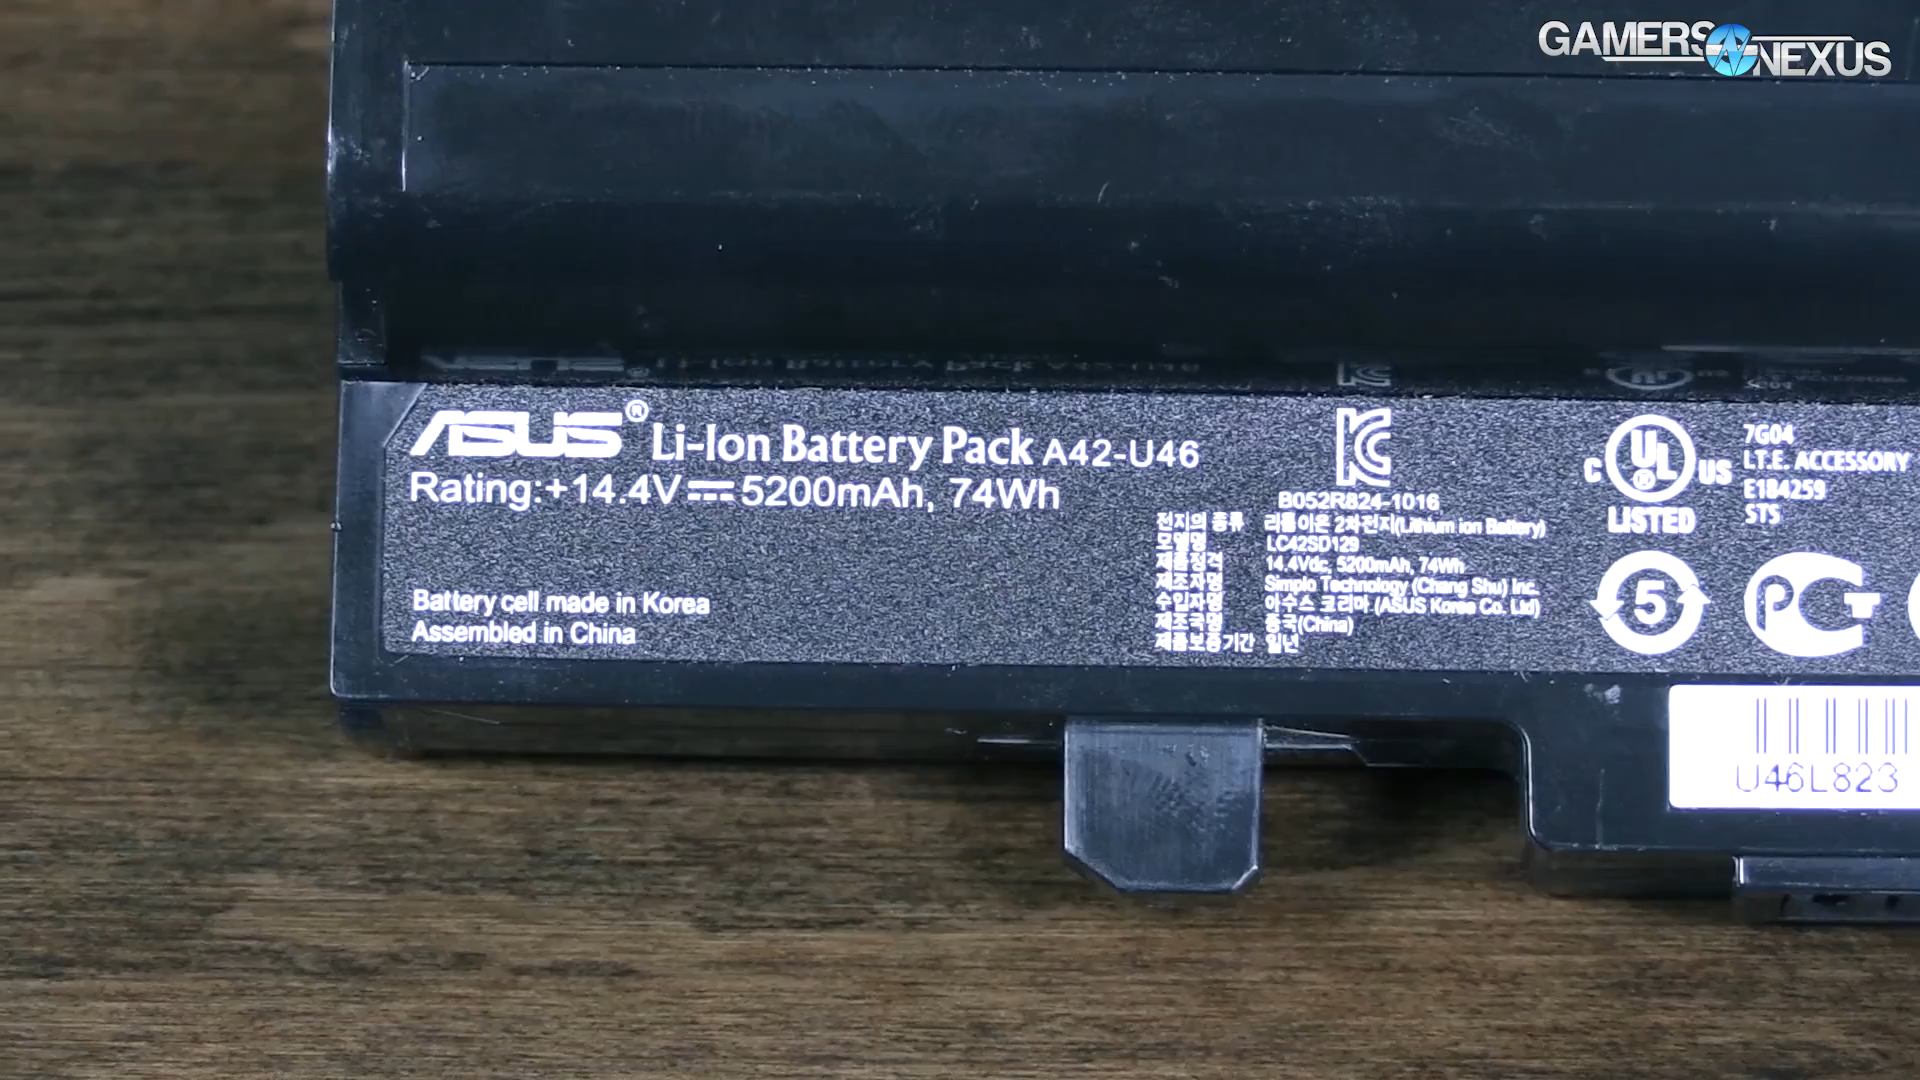 GAMERS NEXUS
ASUS® Li-Ion Battery Pack A42-U46
Rating:+14.4V⎓5200mAh, 74Wh
Battery cell made in Korea
Assembled in China
B052R824-1016
전지의 종류 리튬이온 2차전지(Lithium ion Battery)
모델명 LC42SD129
제품정격 14.4Vdc, 5200mAh, 74Wh
제조자명 Simplo Technology (Chang Shu) Inc.
수입자명 아수스 코리아 (ASUS Korea Co. Ltd)
제조국명 중국(China)
제품보증기간 일년
C UL® US
LISTED
7G04
I.T.E. ACCESSORY
E184259
STS
5
U46L823